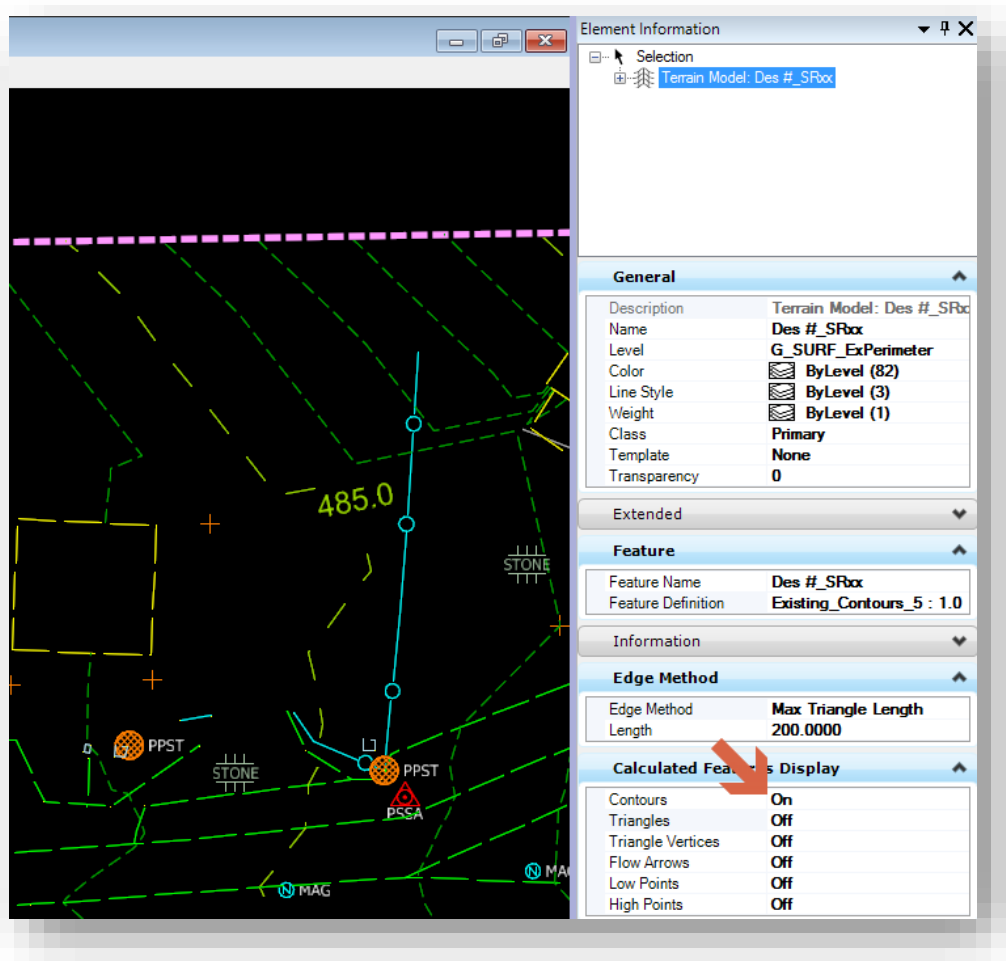 Element Information
Selection
Terrain Model: Des #_SRxx
General
Description Terrain Model: Des #_SRx
Name Des #_SRxx
Level G_SURF_ExPerimeter
Color ByLevel (82)
Line Style ByLevel (3)
Weight ByLevel (1)
Class Primary
Template None
Transparency 0
Extended
Feature
Feature Name Des #_SRxx
Feature Definition Existing_Contours_5 : 1.0
Information
Edge Method
Edge Method Max Triangle Length
Length 200.0000
Calculated Features Display
Contours On
Triangles Off
Triangle Vertices Off
Flow Arrows Off
Low Points Off
High Points Off
485.0
STONE
PPST
STONE
PPST
PSSA
N MA
N MAG